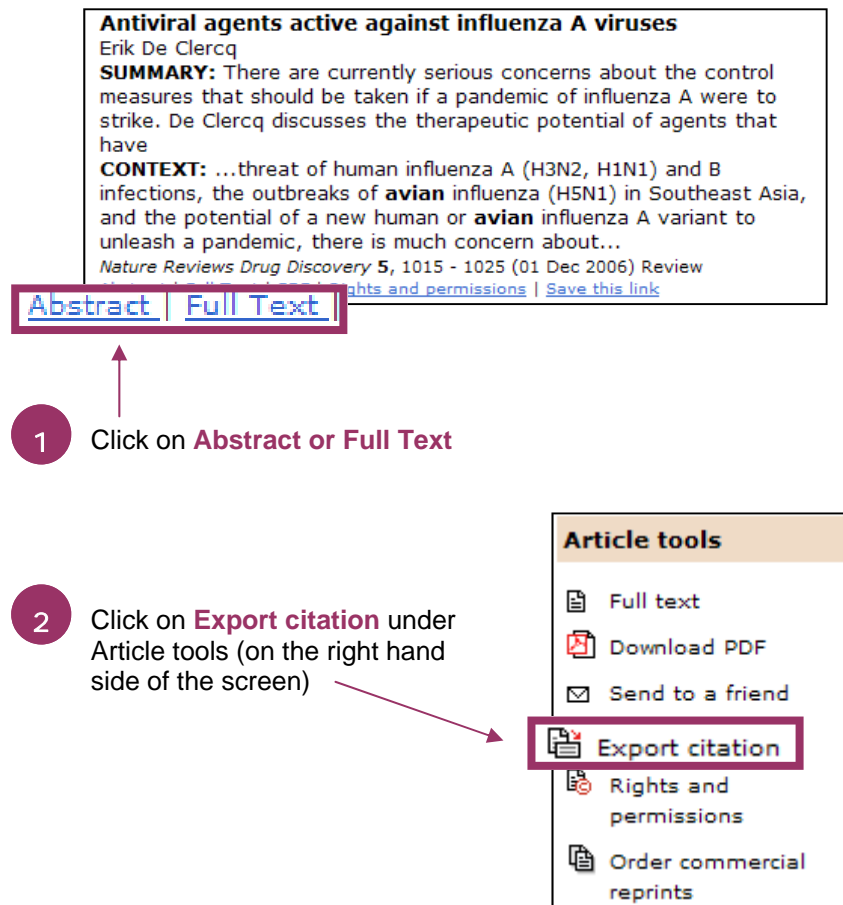 Antiviral agents active against influenza A viruses
Erik De Clercq
SUMMARY: There are currently serious concerns about the control
measures that should be taken if a pandemic of influenza A were to
strike. De Clercq discusses the therapeutic potential of agents that
have
CONTEXT: ...threat of human influenza A (H3N2, H1N1) and B
infections, the outbreaks of avian influenza (H5N1) in Southeast Asia,
and the potential of a new human or avian influenza A variant to
unleash a pandemic, there is much concern about...
Nature Reviews Drug Discovery 5, 1015 - 1025 (01 Dec 2006) Review
and permissions | Save this link
Abstract | Full Text |
1 Click on Abstract or Full Text
Article tools
Full text
2 Click on Export citation under
Article tools (on the right hand
side of the screen)
Download PDF
Send to a friend
Export citation
Rights and
permissions
Order commercial
reprints